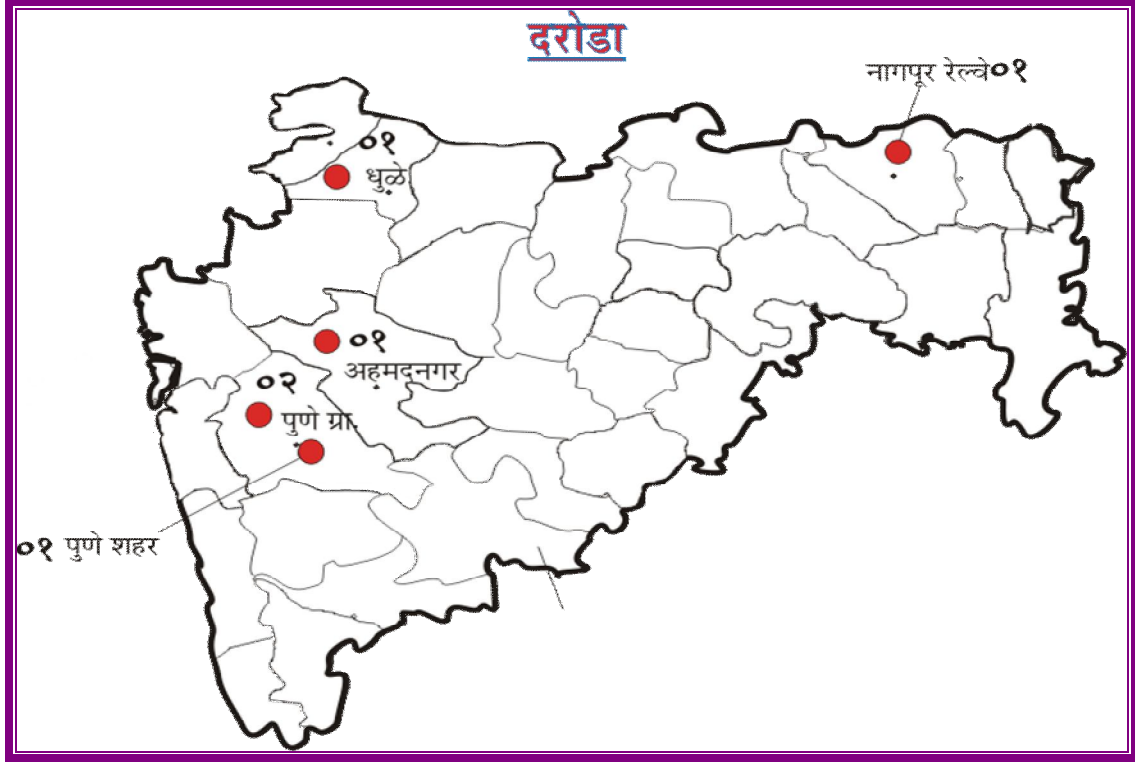 दरोडा
नागपूर रेल्वे०१
०१
धुळे
०१
अहमदनगर
०२
पुणे ग्रा.
०१ पुणे शहर